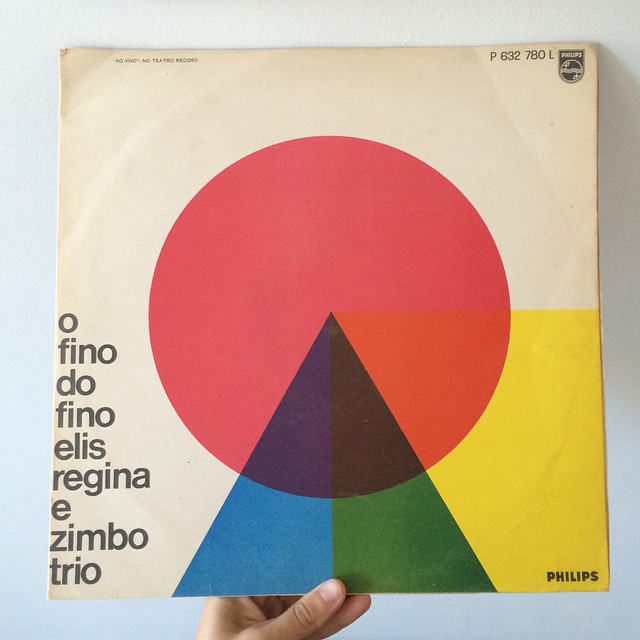 "AO VIVO", NO TEATRO RECORD
P 632 780 L
PHILIPS
o
fino
do
fino
elis
regina
e
zimbo
trio
PHILIPS